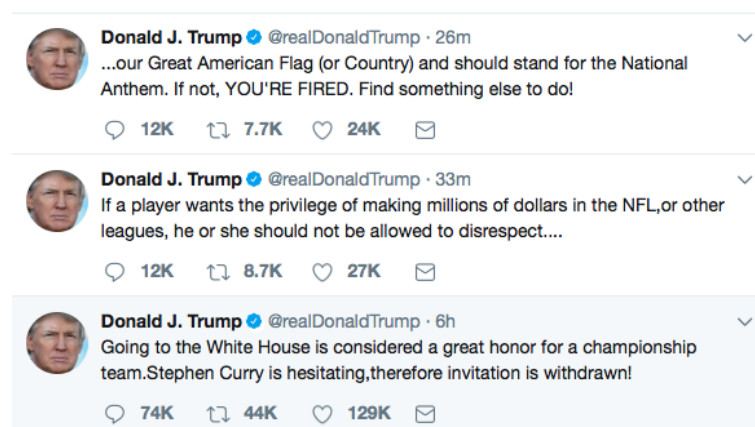 Donald J. Trump @realDonaldTrump · 26m
...our Great American Flag (or Country) and should stand for the National
Anthem. If not, YOU'RE FIRED. Find something else to do!
12K 7.7K 24K
Donald J. Trump @realDonaldTrump · 33m
If a player wants the privilege of making millions of dollars in the NFL,or other
leagues, he or she should not be allowed to disrespect....
12K 8.7K 27K
Donald J. Trump @realDonaldTrump · 6h
Going to the White House is considered a great honor for a championship
team.Stephen Curry is hesitating,therefore invitation is withdrawn!
74K 44K 129K